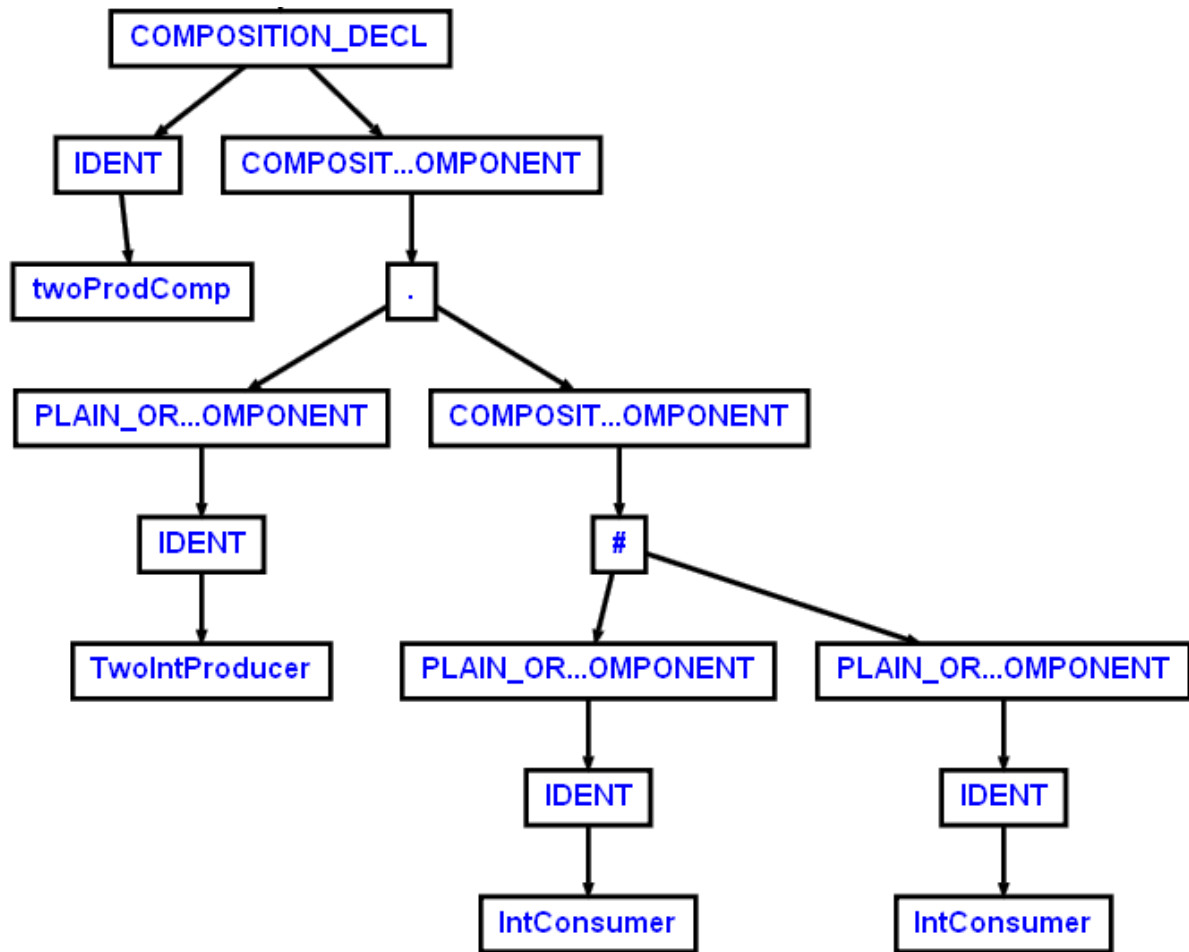 COMPOSITION_DECL
IDENT
COMPOSIT...OMPONENT
twoProdComp
.
PLAIN_OR...OMPONENT
COMPOSIT...OMPONENT
IDENT
#
TwoIntProducer
PLAIN_OR...OMPONENT
PLAIN_OR...OMPONENT
IDENT
IDENT
IntConsumer
IntConsumer